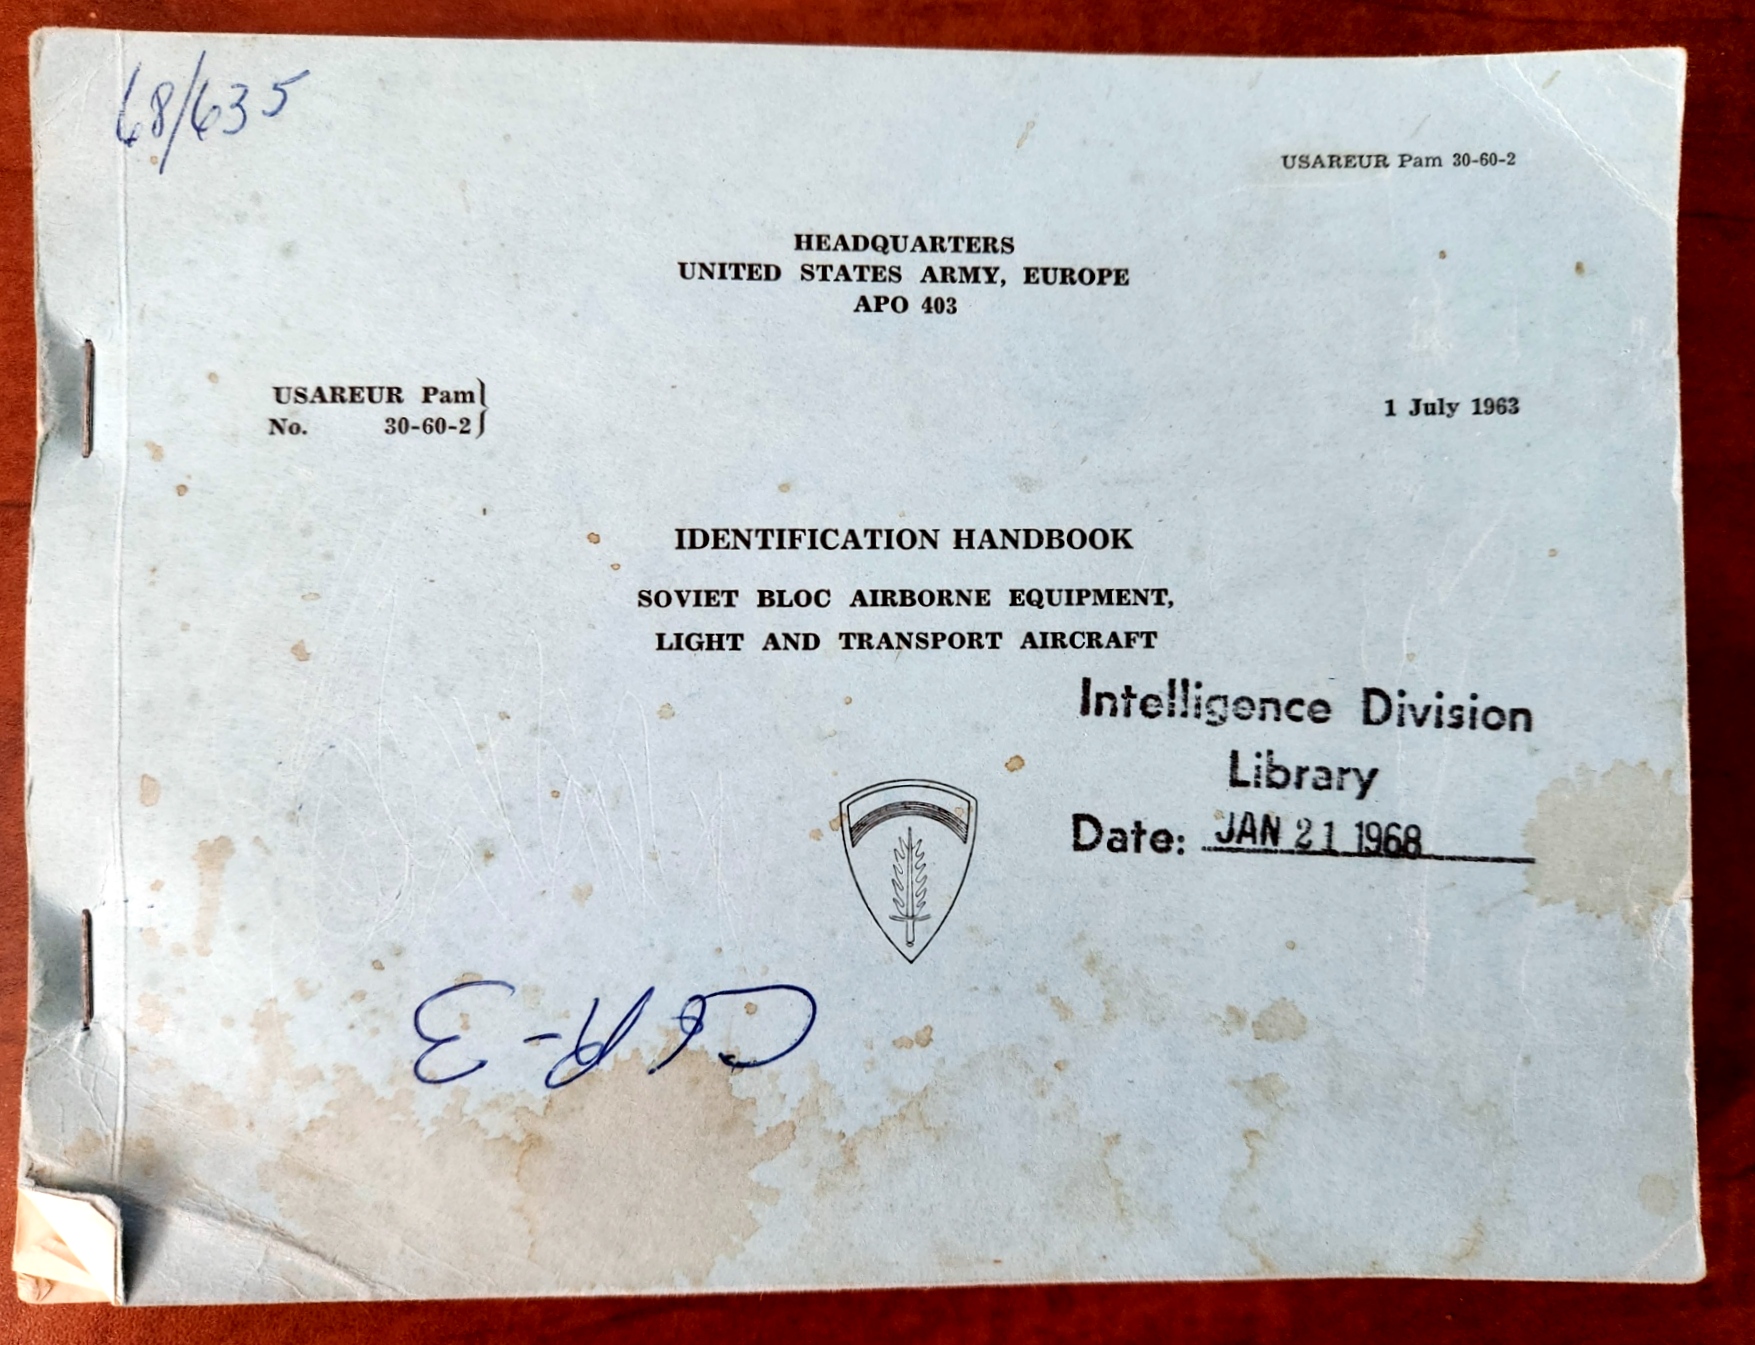 68/635
USAREUR Pam 30-60-2
HEADQUARTERS
UNITED STATES ARMY, EUROPE
APO 403
USAREUR Pam
No. 30-60-2
1 July 1963
IDENTIFICATION HANDBOOK
SOVIET BLOC AIRBORNE EQUIPMENT,
LIGHT AND TRANSPORT AIRCRAFT
Intelligence Division
Library
Date: JAN 21 1968